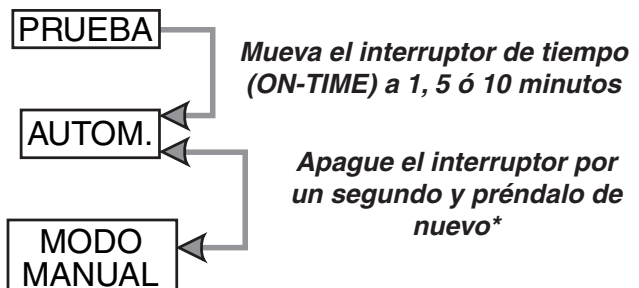 PRUEBA
Mueva el interruptor de tiempo
(ON-TIME) a 1, 5 ó 10 minutos
AUTOM.
Apague el interruptor por
un segundo y préndalo de
nuevo*
MODO
MANUAL